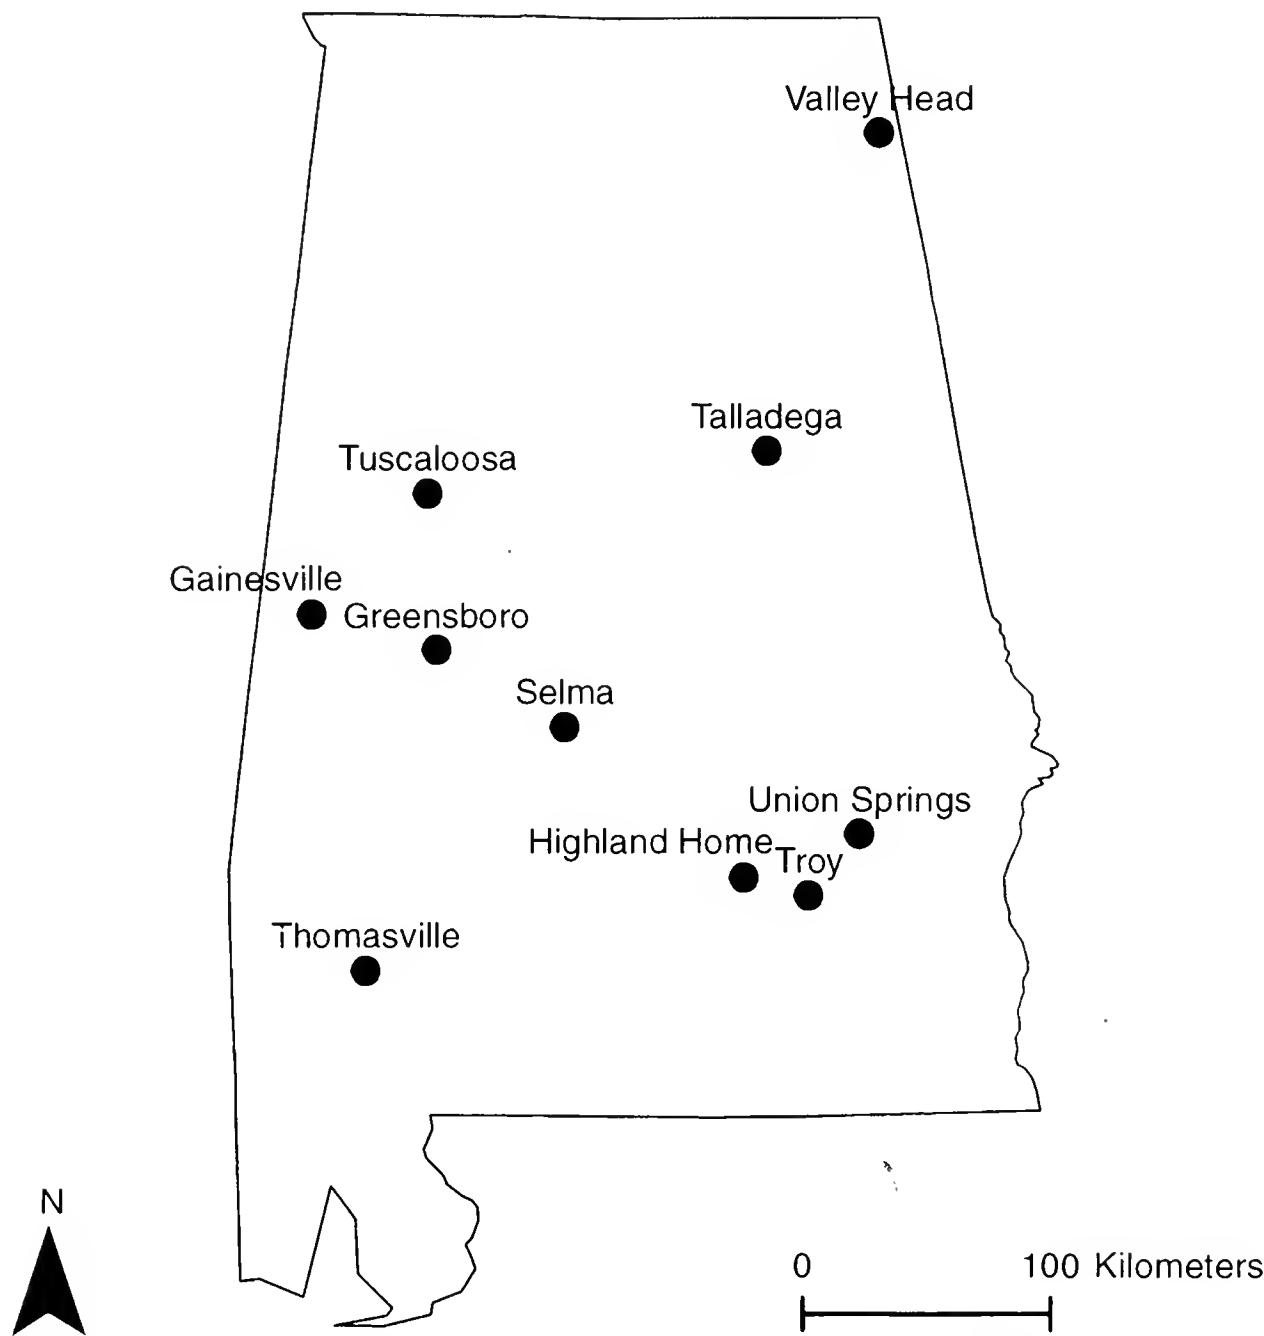 Valley Head
Talladega
Tuscaloosa
Gainesville
Greensboro
Selma
Union Springs
Highland Home
Troy
Thomasville
N
0
100 Kilometers